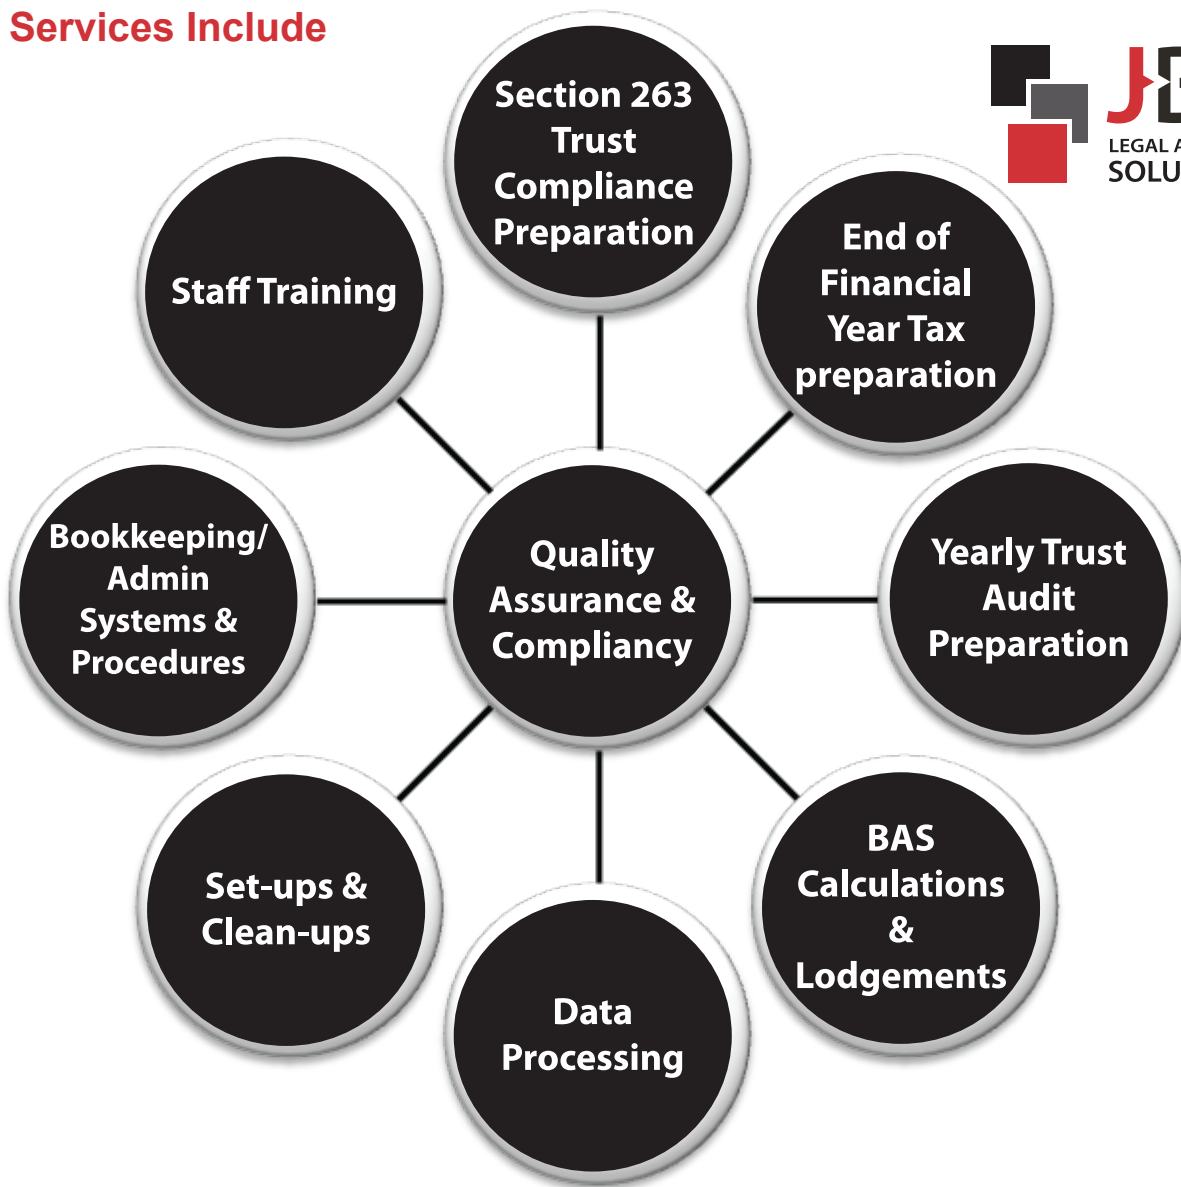 Services Include
Section 263
Trust
Compliance
Preparation
LEGAL
End of
Financial
Year Tax
preparation
Yearly Trust
Audit
Preparation
BAS
Calculations
&
Lodgements
Data
Processing
Set-ups &
Clean-ups
Bookkeeping/
Admin
Systems &
Procedures
Staff Training
Quality
Assurance &
Compliancy